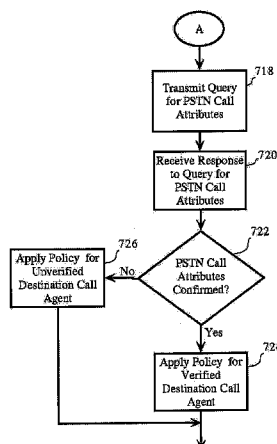 A
718
Transmit Query
for PSTN Call
Attributes
720
Receive Response
to Query for
PSTN Call
Attributes
722
PSTN Call
Attributes
Confirmed?
No
726
Apply Policy for
Unverified
Destination Call
Agent
Yes
Apply Policy for
Verified
Destination Call
Agent